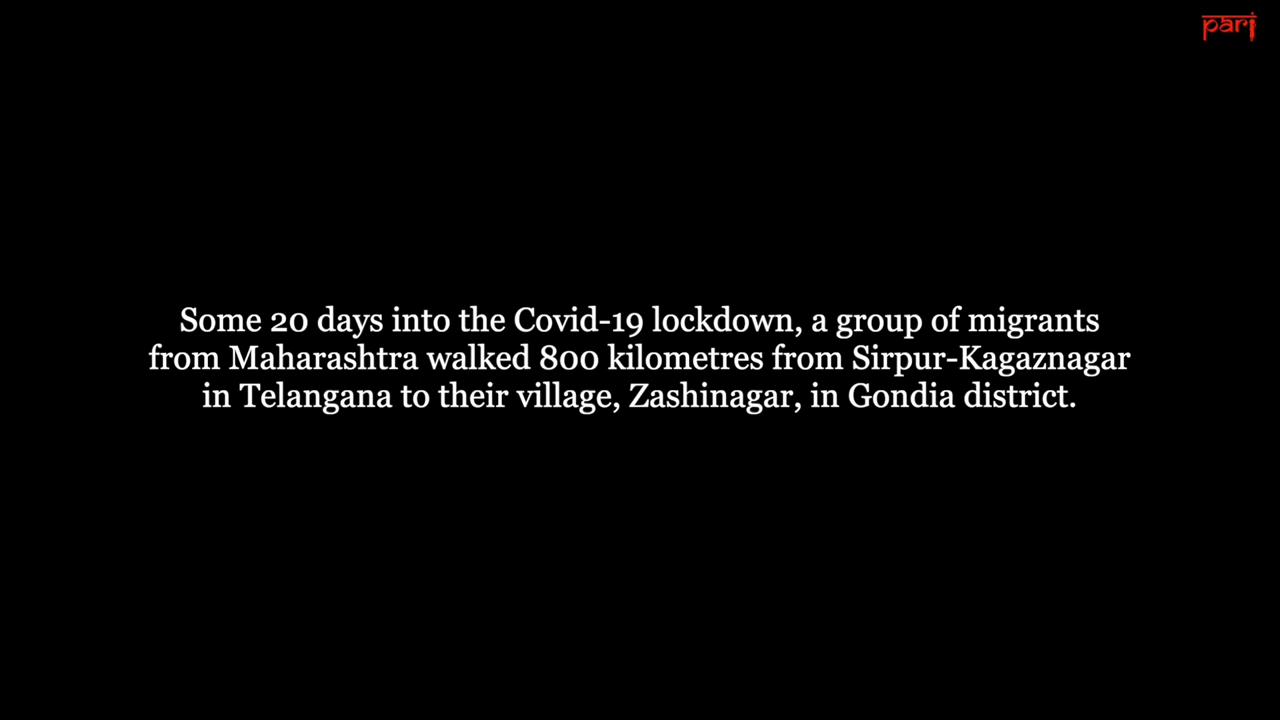 pari
Some 20 days into the Covid-19 lockdown, a group of migrants
from Maharashtra walked 800 kilometres from Sirpur-Kagaznagar
in Telangana to their village, Zashinagar, in Gondia district.